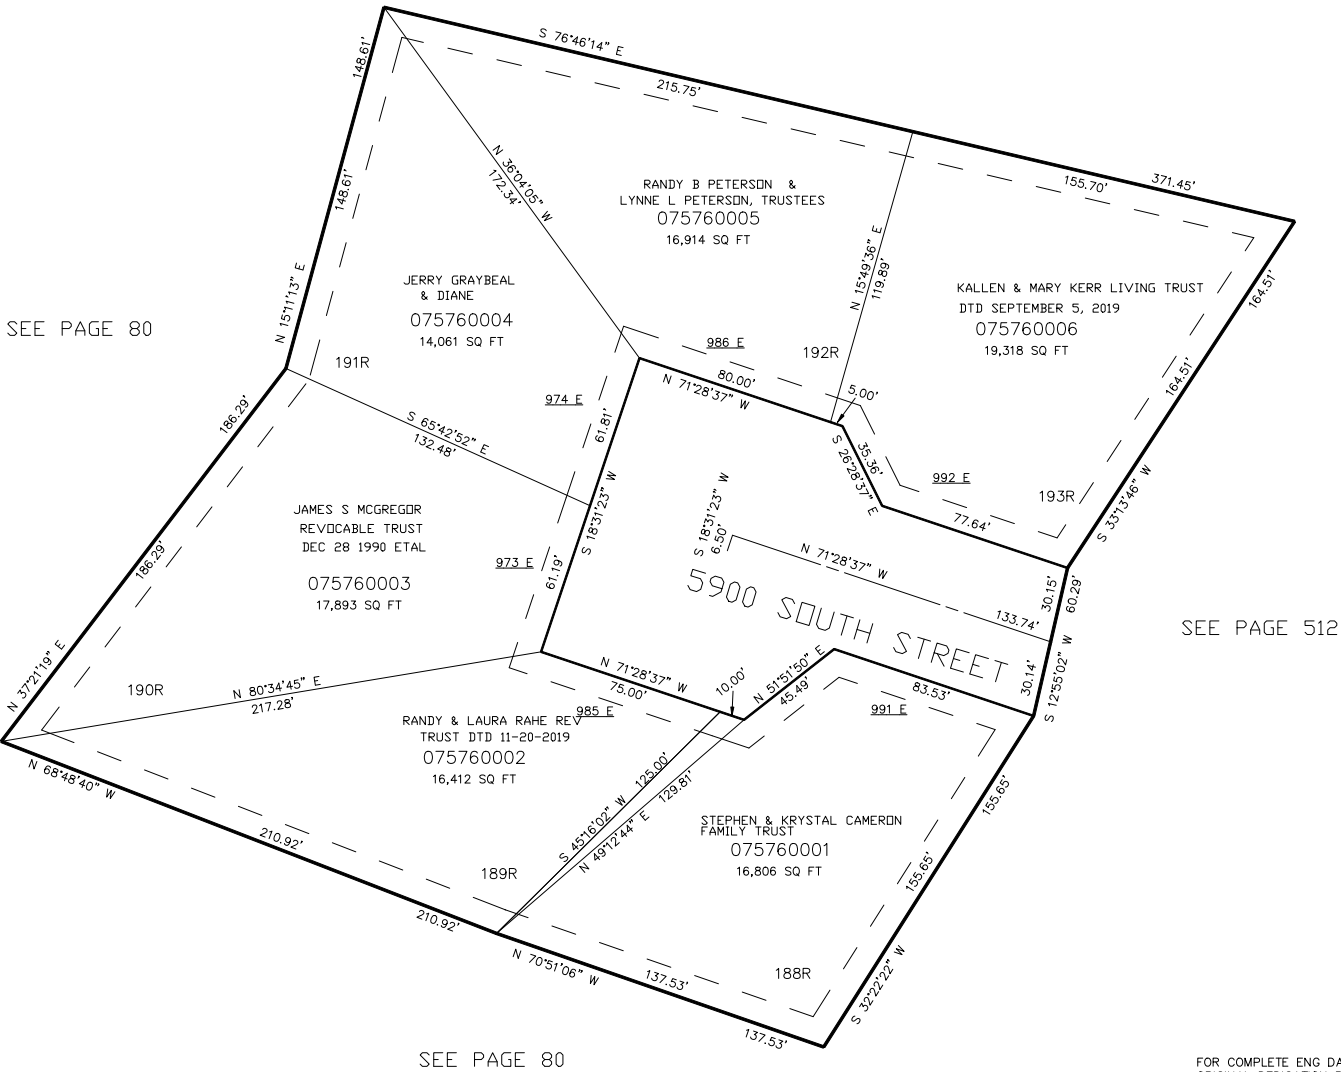 S 76°46'14" E
215.75'
148.61'
148.61'
N 15°11'13" E
N 36°04'05" W
172.34'
RANDY B PETERSON &
LYNNE L PETERSON, TRUSTEES
075760005
16,914 SQ FT
155.70'
371.45'
N 15°49'36" E
119.89'
164.51'
164.51'
KALLEN & MARY KERR LIVING TRUST
DTD SEPTEMBER 5, 2019
075760006
19,318 SQ FT
JERRY GRAYBEAL
& DIANE
075760004
14,061 SQ FT
SEE PAGE 80
191R
986 E
192R
80.00'
N 71°28'37" W
5.00'
974 E
61.81'
S 65°42'52" E
132.48'
186.29'
35.36'
S 26°28'37" E
992 E
193R
77.64'
S 33°13'46" W
S 18°31'23" W
S 18°31'23" W
6.50'
JAMES S MCGREGOR
REVOCABLE TRUST
DEC 28 1990 ETAL
075760003
17,893 SQ FT
973 E
61.19'
186.29'
N 71°28'37" W
133.74'
30.15'
60.29'
5900 SOUTH STREET
SEE PAGE 512
N 37°21'19" E
190R
N 80°34'45" E
217.28'
N 71°28'37" W
75.00'
10.00'
N 51°51'50" E
45.49'
83.53'
30.14'
S 12°55'02" W
991 E
985 E
RANDY & LAURA RAHE REV
TRUST DTD 11-20-2019
075760002
16,412 SQ FT
N 68°48'40" W
210.92'
125.00'
S 45°16'02" W
129.81'
N 49°12'44" E
155.65'
155.65'
STEPHEN & KRYSTAL CAMERON
FAMILY TRUST
075760001
16,806 SQ FT
189R
210.92'
N 70°51'06" W
137.53'
188R
S 32°22'22" W
137.53'
SEE PAGE 80
FOR COMPLETE ENG DA